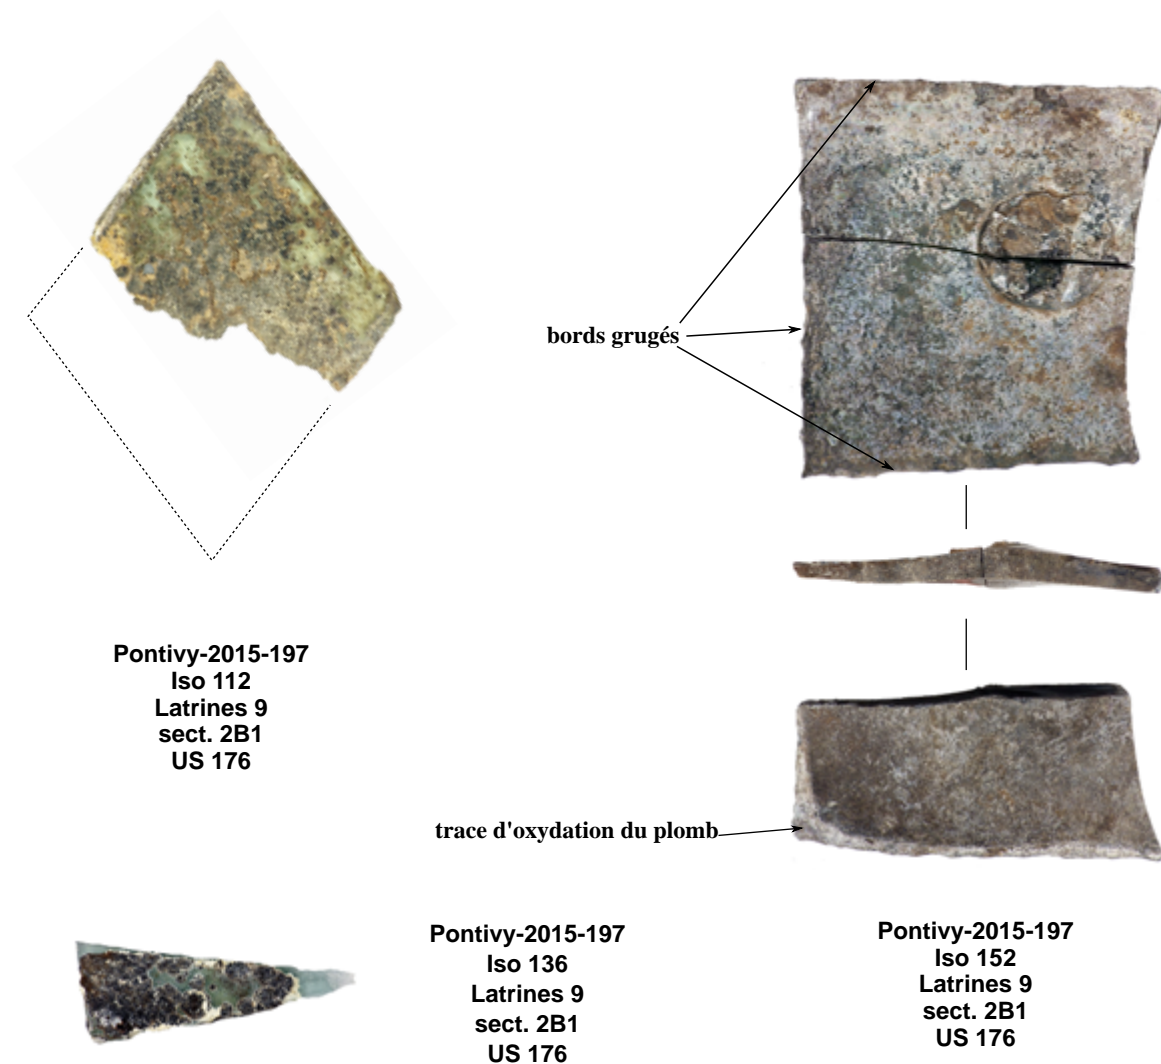 bords grugés
Pontivy-2015-197
Iso 112
Latrines 9
sect. 2B1
US 176
trace d'oxydation du plomb
Pontivy-2015-197
Iso 136
Latrines 9
sect. 2B1
US 176
Pontivy-2015-197
Iso 152
Latrines 9
sect. 2B1
US 176